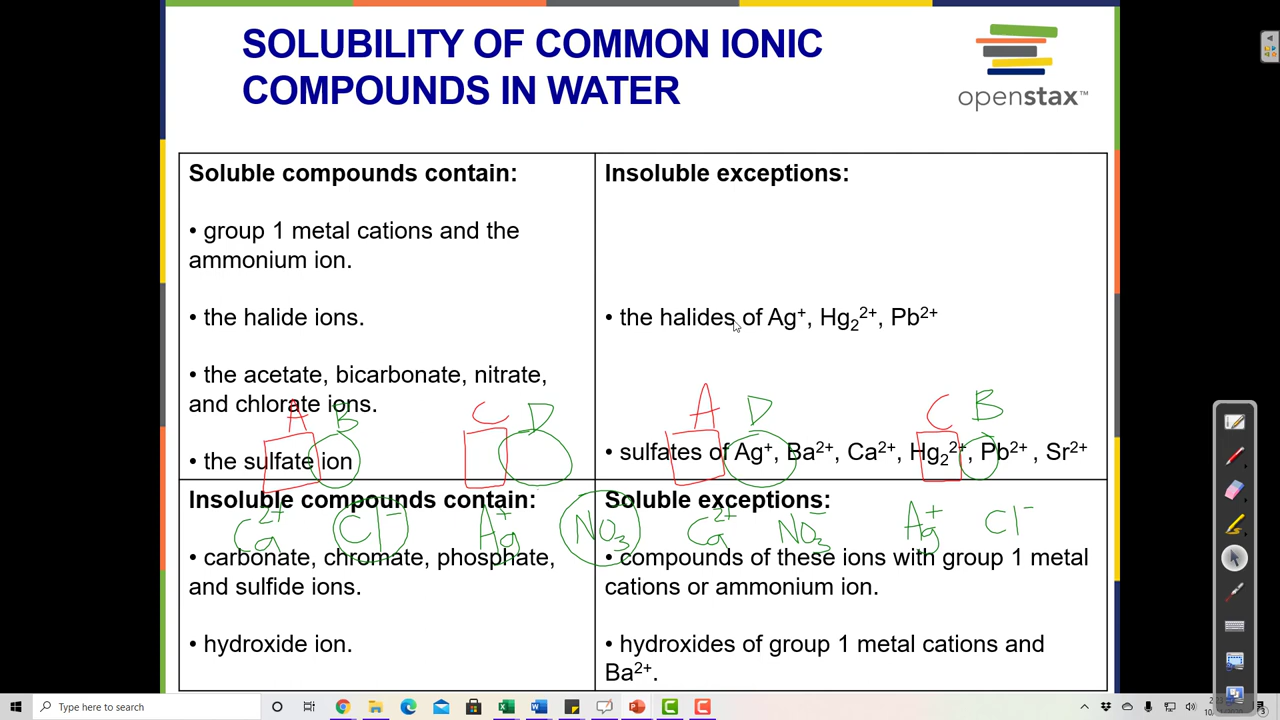 SOLUBILITY OF COMMON IONIC
COMPOUNDS IN WATER
openstax™
Soluble compounds contain:
• group 1 metal cations and the
ammonium ion.
• the halide ions.
• the acetate, bicarbonate, nitrate,
and chlorate ions.
• the sulfate ion
Insoluble exceptions:
• the halides of Ag⁺, Hg₂²⁺, Pb²⁺
• sulfates of Ag⁺, Ba²⁺, Ca²⁺, Hg₂²⁺, Pb²⁺ , Sr²⁺
A B C D A D C B
Insoluble compounds contain:
• carbonate, chromate, phosphate,
and sulfide ions.
• hydroxide ion.
Soluble exceptions:
• compounds of these ions with group 1 metal
cations or ammonium ion.
• hydroxides of group 1 metal cations and
Ba²⁺.
Ca²⁺ Cl⁻ Ag⁺ NO₃⁻ Ca²⁺ NO₃⁻ Ag⁺ Cl⁻
Type here to search